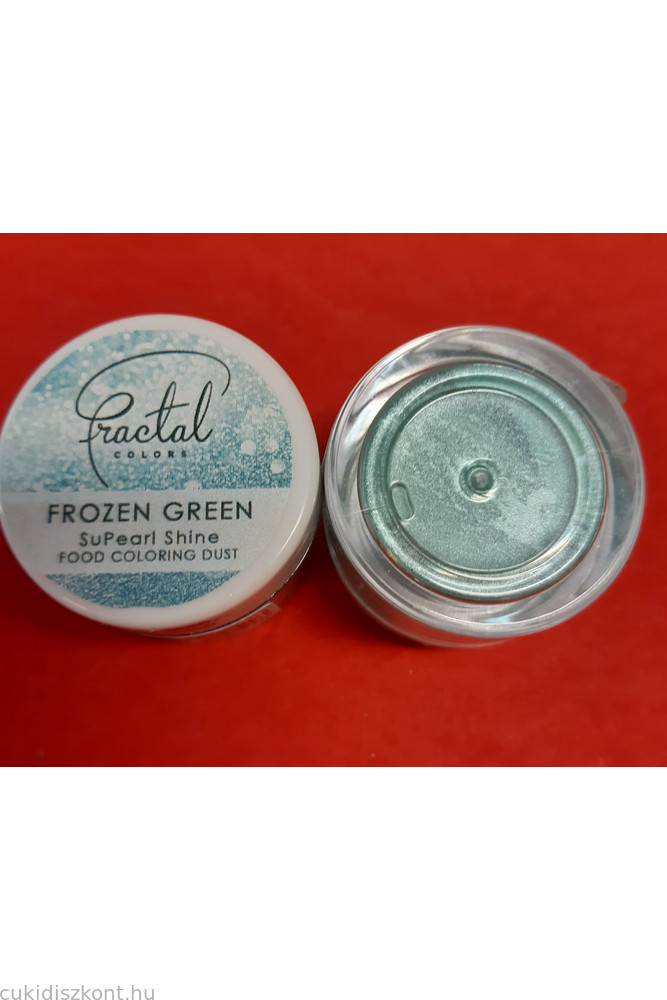 fractal
COLORS
FROZEN GREEN
SuPearl Shine
FOOD COLORING DUST
cukidiszkont.hu